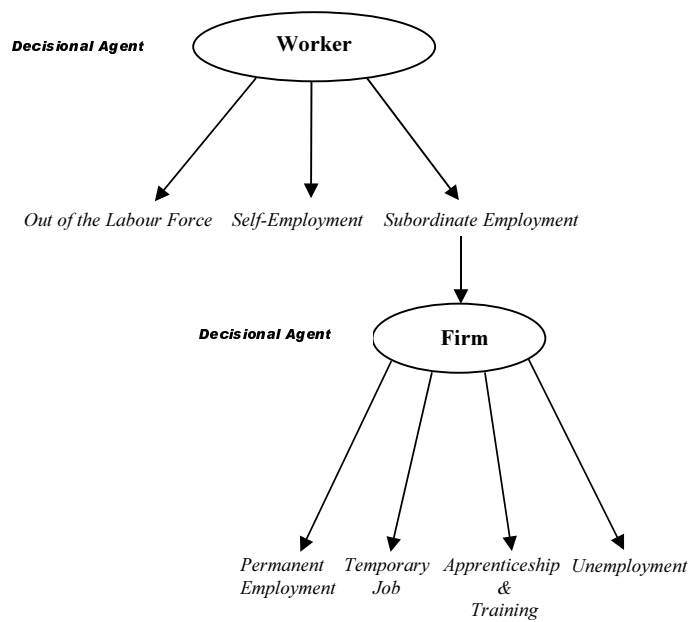 Decisional Agent
Worker
Out of the Labour Force
Self-Employment
Subordinate Employment
Decisional Agent
Firm
Permanent
Employment
Temporary
Job
Apprenticeship
&
Training
Unemployment